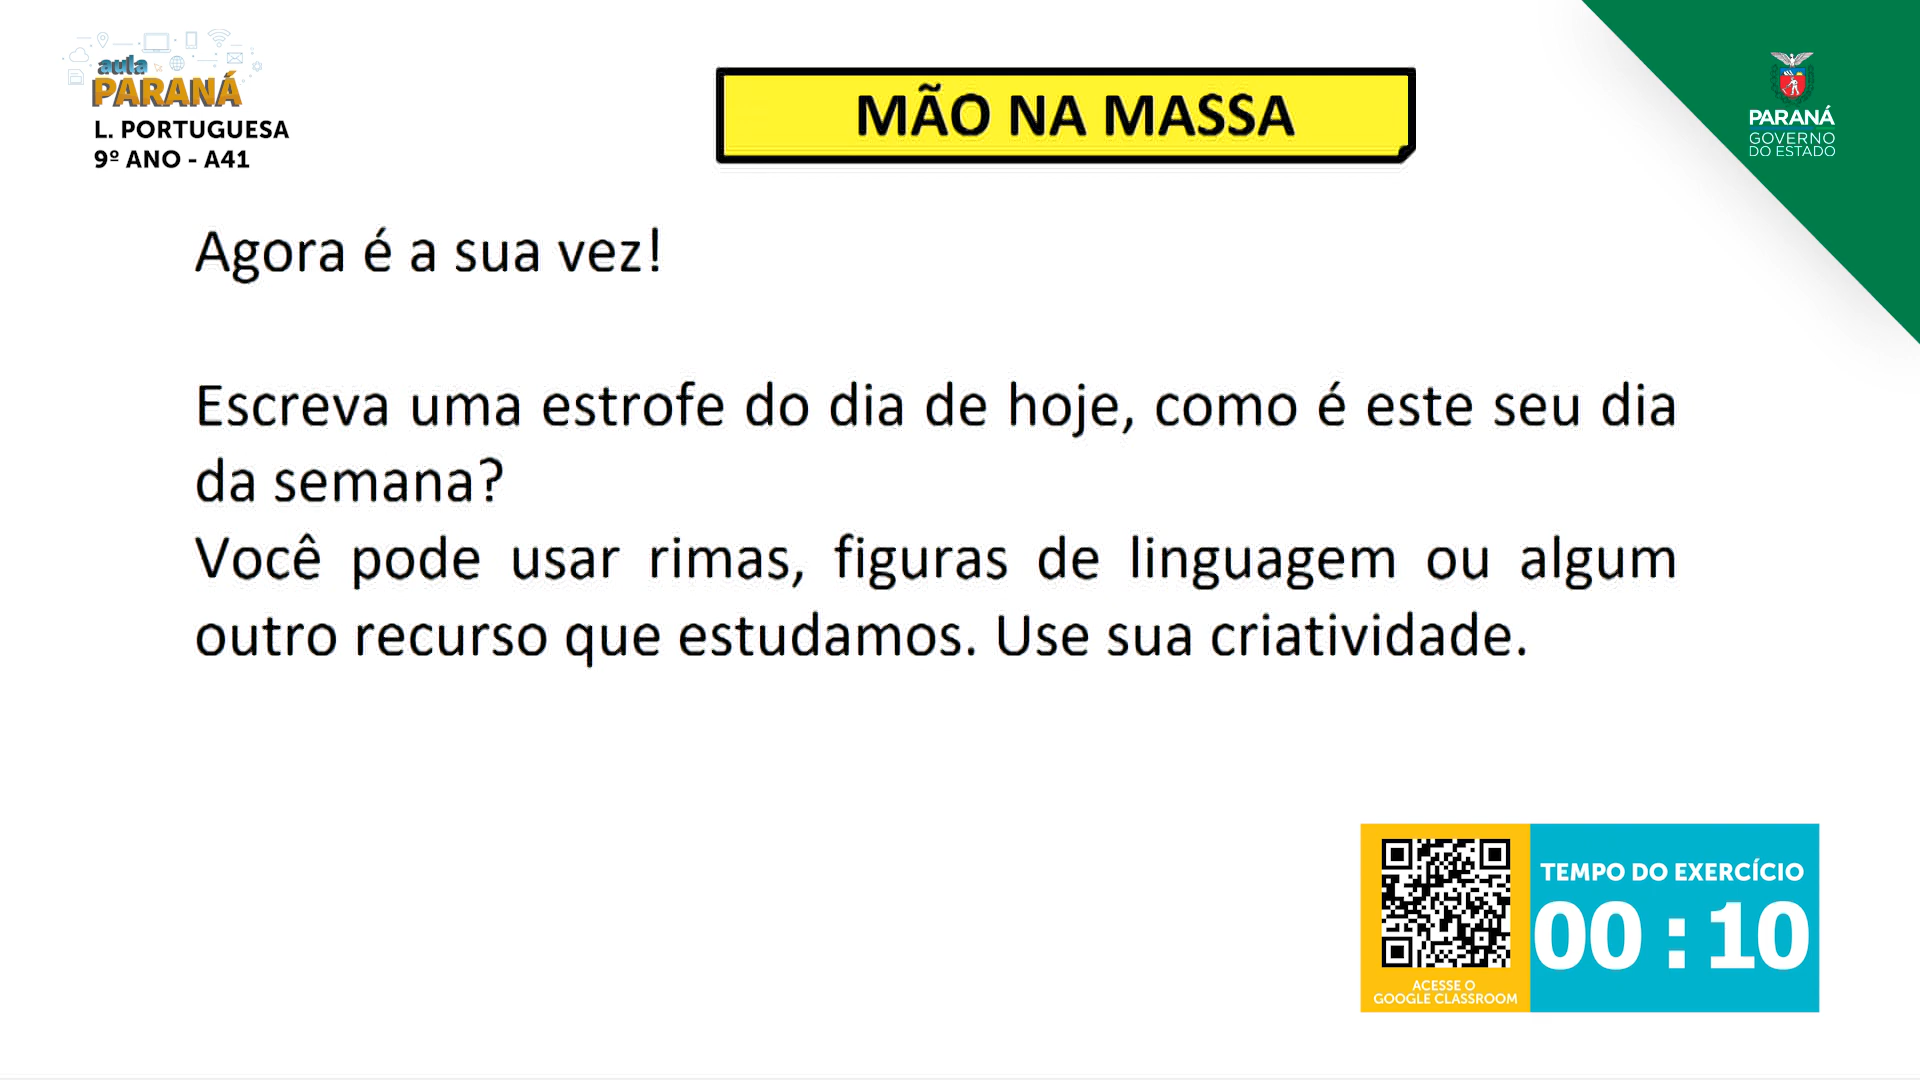 aula
PARANÁ
L. PORTUGUESA
9º ANO - A41
MÃO NA MASSA
PARANÁ
GOVERNO
DO ESTADO
Agora é a sua vez!
Escreva uma estrofe do dia de hoje, como é este seu dia
da semana?
Você pode usar rimas, figuras de linguagem ou algum
outro recurso que estudamos. Use sua criatividade.
TEMPO DO EXERCÍCIO
00 : 10
ACESSE O
GOOGLE CLASSROOM